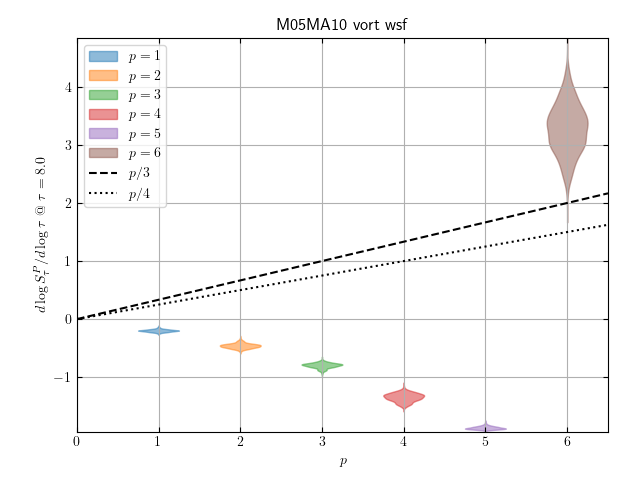 M05MA10 vort wsf
p = 1
p = 2
p = 3
p = 4
p = 5
p = 6
p/3
p/4
d log S_τ^P / d log τ @ τ = 8.0
4
3
2
1
0
−1
0 1 2 3 4 5 6
p